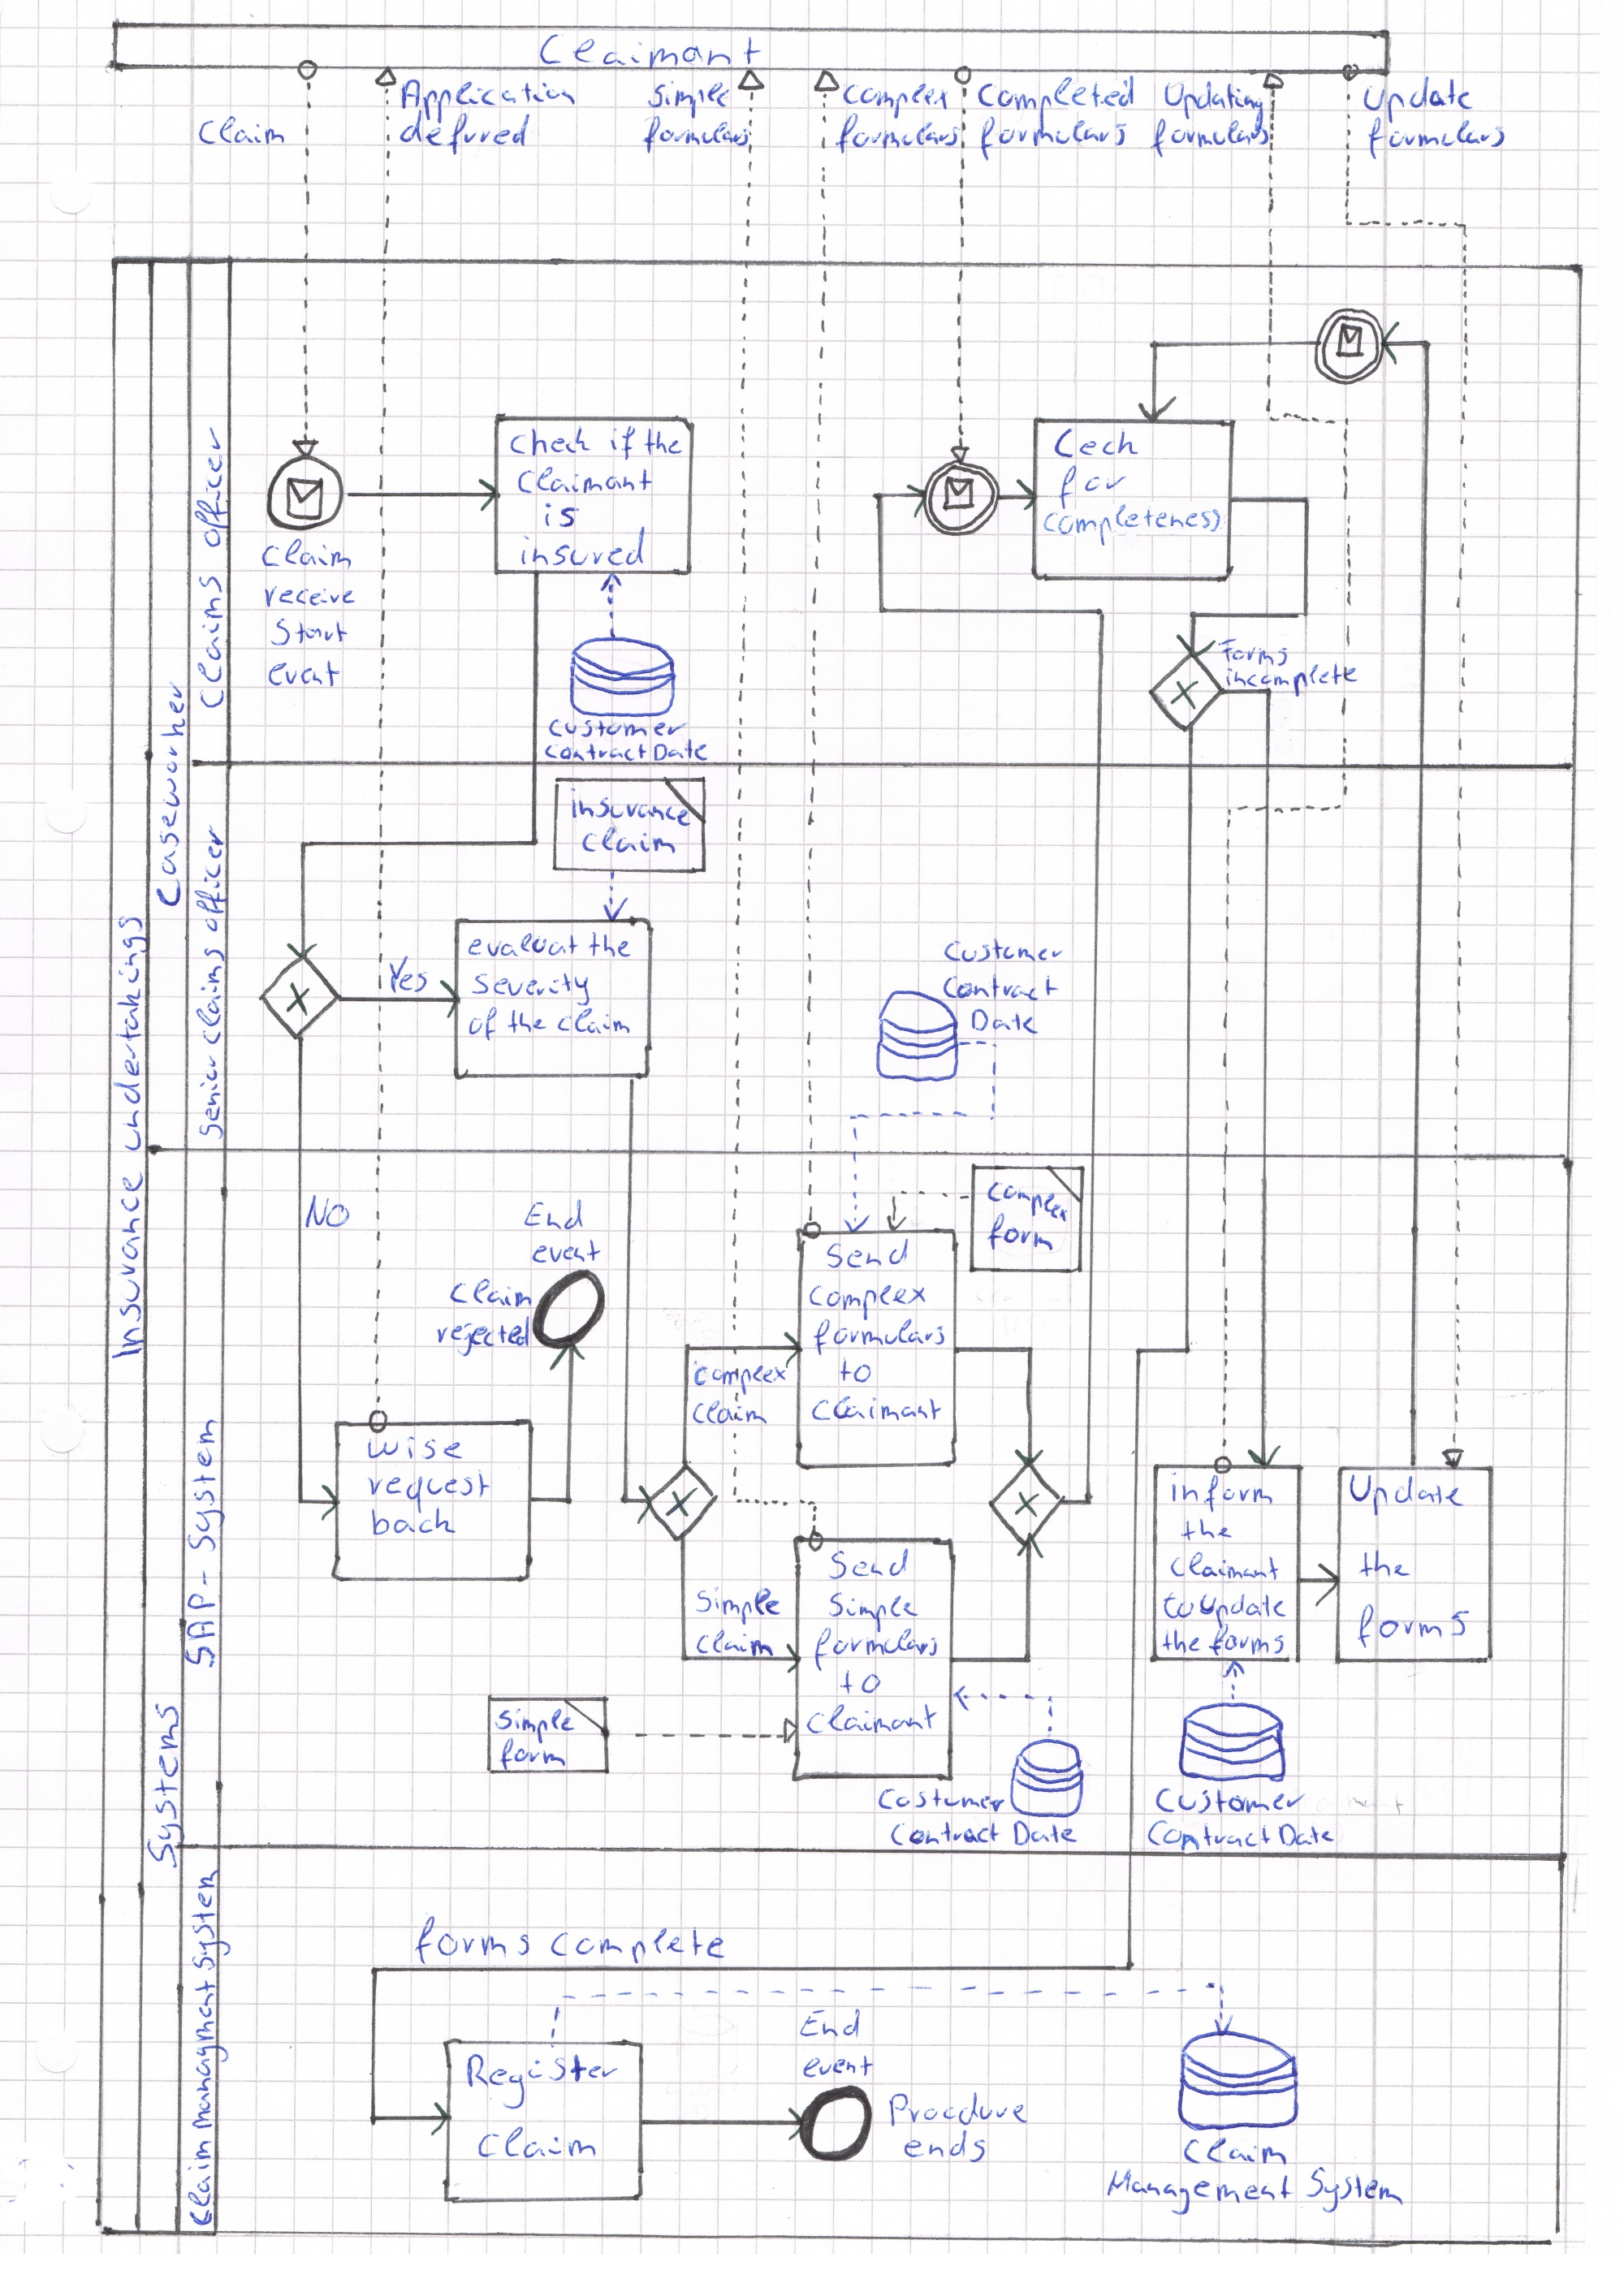 Claimant
Claim
Application
defured
Simple
formulars
complex
formulars
Completed
formulars
Updating
formulars
Update
formulars
Insurance undertakings
Caseworker
Claims officer
Claim
receive
Start
event
Check if the
Claimant
is
insured
Customer
Contract Date
Cech
for
completeness
Forms
incomplete
Senior Claims officer
insurance
Claim
Yes
evaluat the
severity
of the claim
Customer
Contract
Date
NO
Systems
SAP-System
End
event
Claim
rejected
wise
request
back
complex
Claim
Simple
Claim
Complex
form
Send
complex
formulars
to
Claimant
Send
Simple
formulars
to
Claimant
Simple
form
Costumer
Contract Date
inform
the
Claimant
to update
the forms
Update
the
forms
Customer
Contract Date
Claim managment System
forms complete
Register
Claim
End
event
Procdure
ends
Claim
Management System